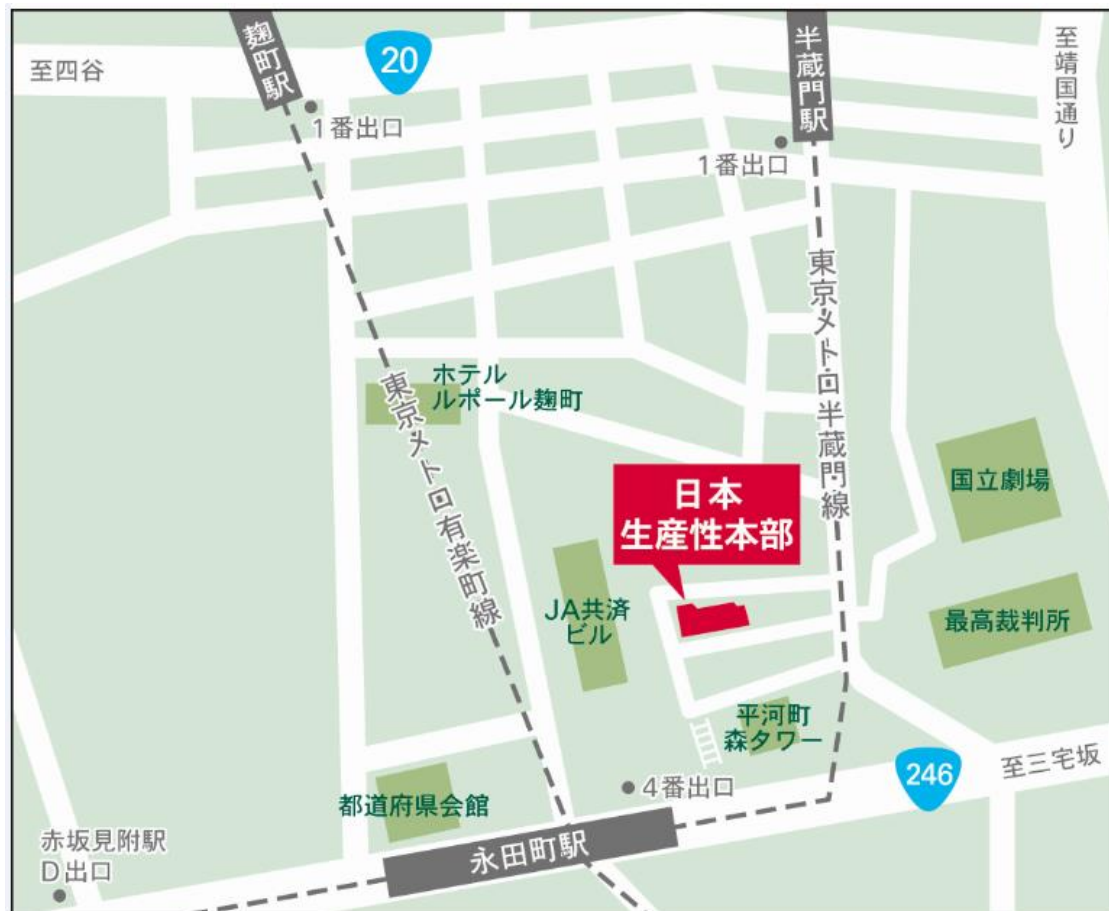 麹町駅
20
至四谷
1番出口
半蔵門駅
1番出口
至靖国通り
東京メトロ半蔵門線
ホテル
ルポール麹町
東京メトロ有楽町線
国立劇場
日本
生産性本部
JA共済
ビル
最高裁判所
平河町
森タワー
246
至三宅坂
4番出口
都道府県会館
永田町駅
赤坂見附駅
D出口